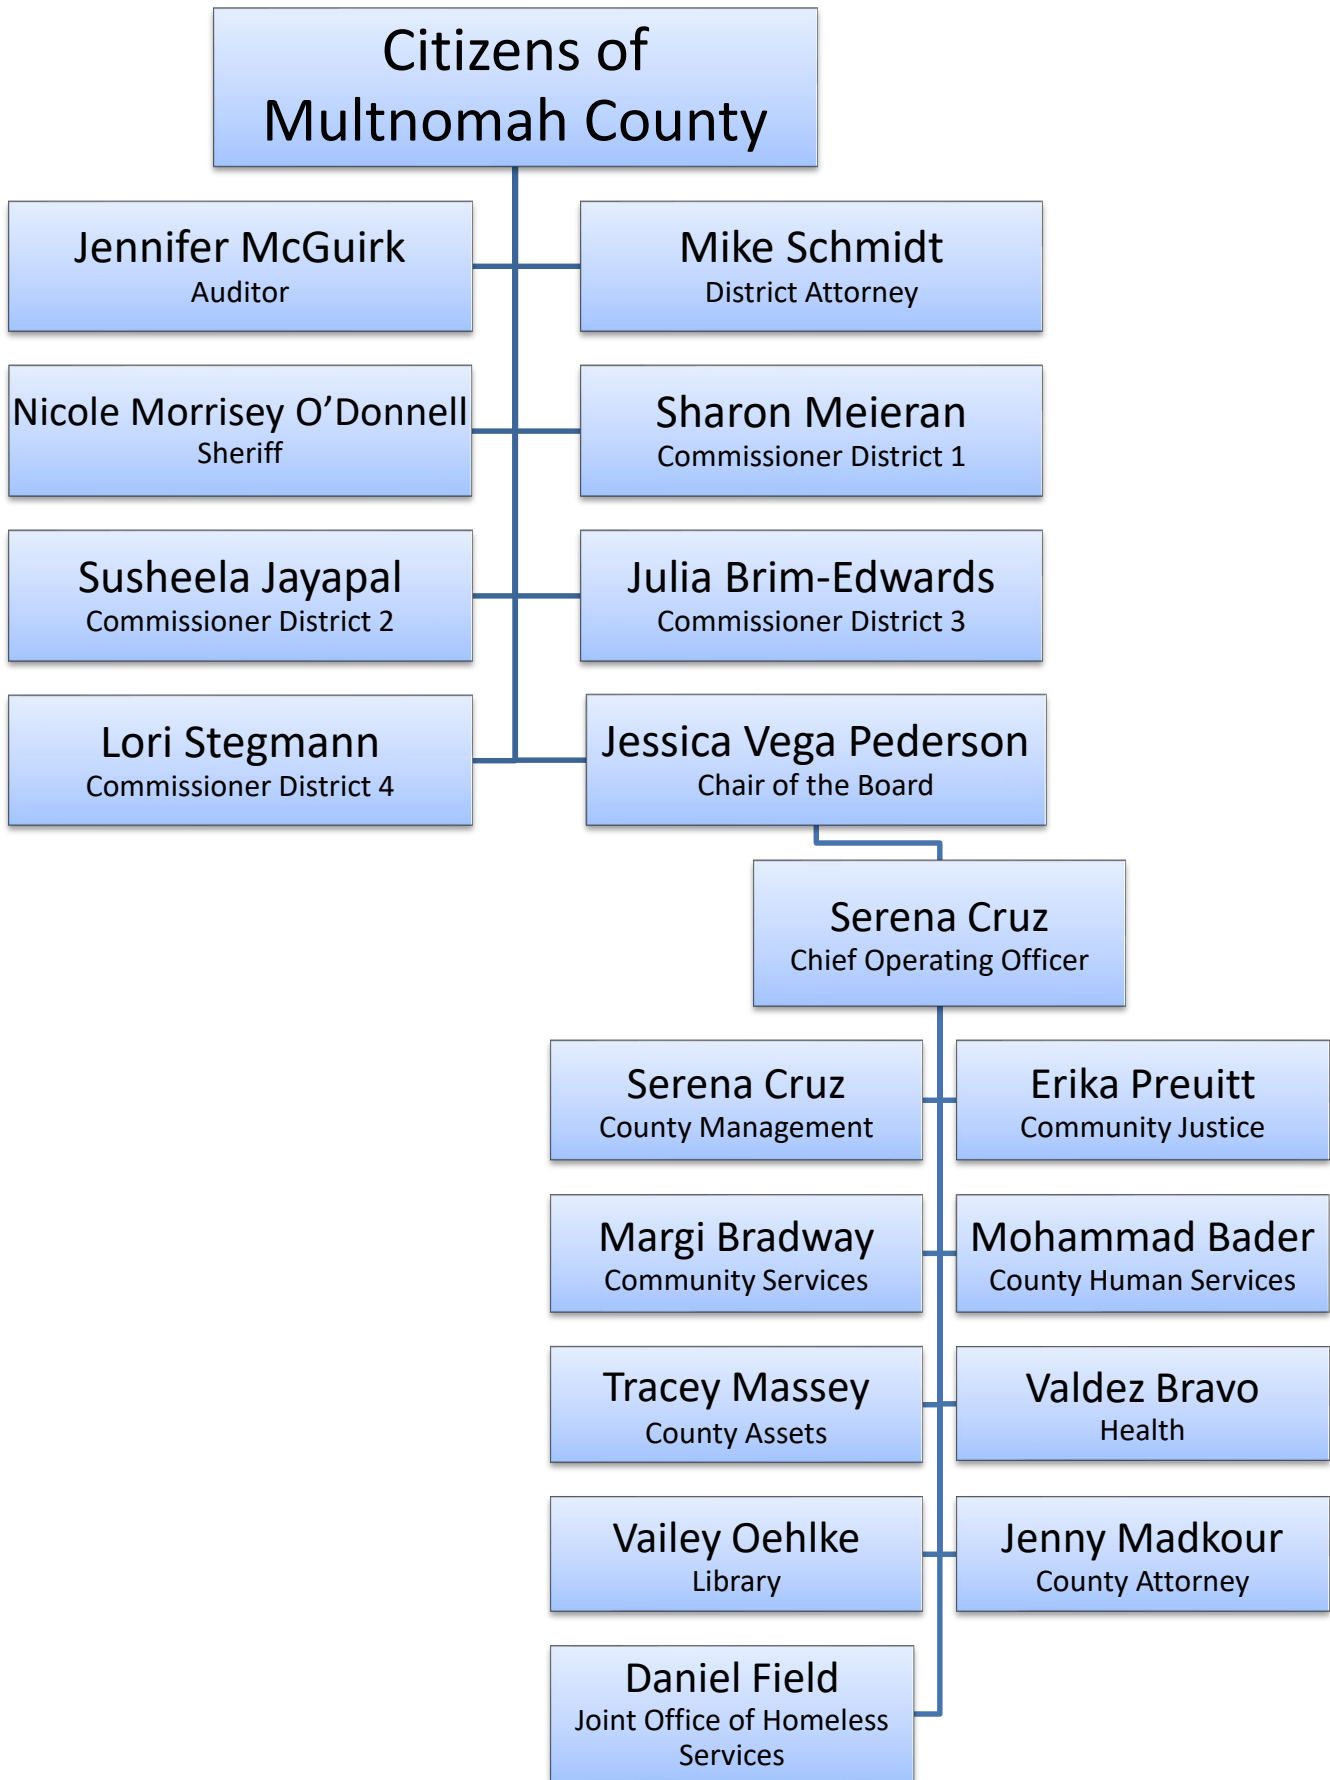 Citizens of
Multnomah County
Jennifer McGuirk
Auditor
Mike Schmidt
District Attorney
Nicole Morrisey O’Donnell
Sheriff
Sharon Meieran
Commissioner District 1
Susheela Jayapal
Commissioner District 2
Julia Brim-Edwards
Commissioner District 3
Lori Stegmann
Commissioner District 4
Jessica Vega Pederson
Chair of the Board
Serena Cruz
Chief Operating Officer
Serena Cruz
County Management
Erika Preuitt
Community Justice
Margi Bradway
Community Services
Mohammad Bader
County Human Services
Tracey Massey
County Assets
Valdez Bravo
Health
Vailey Oehlke
Library
Jenny Madkour
County Attorney
Daniel Field
Joint Office of Homeless
Services